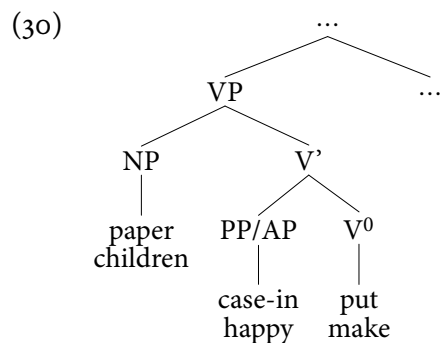 (30)
...
VP ...
NP V’
paper PP/AP V⁰
children
case-in put
happy make